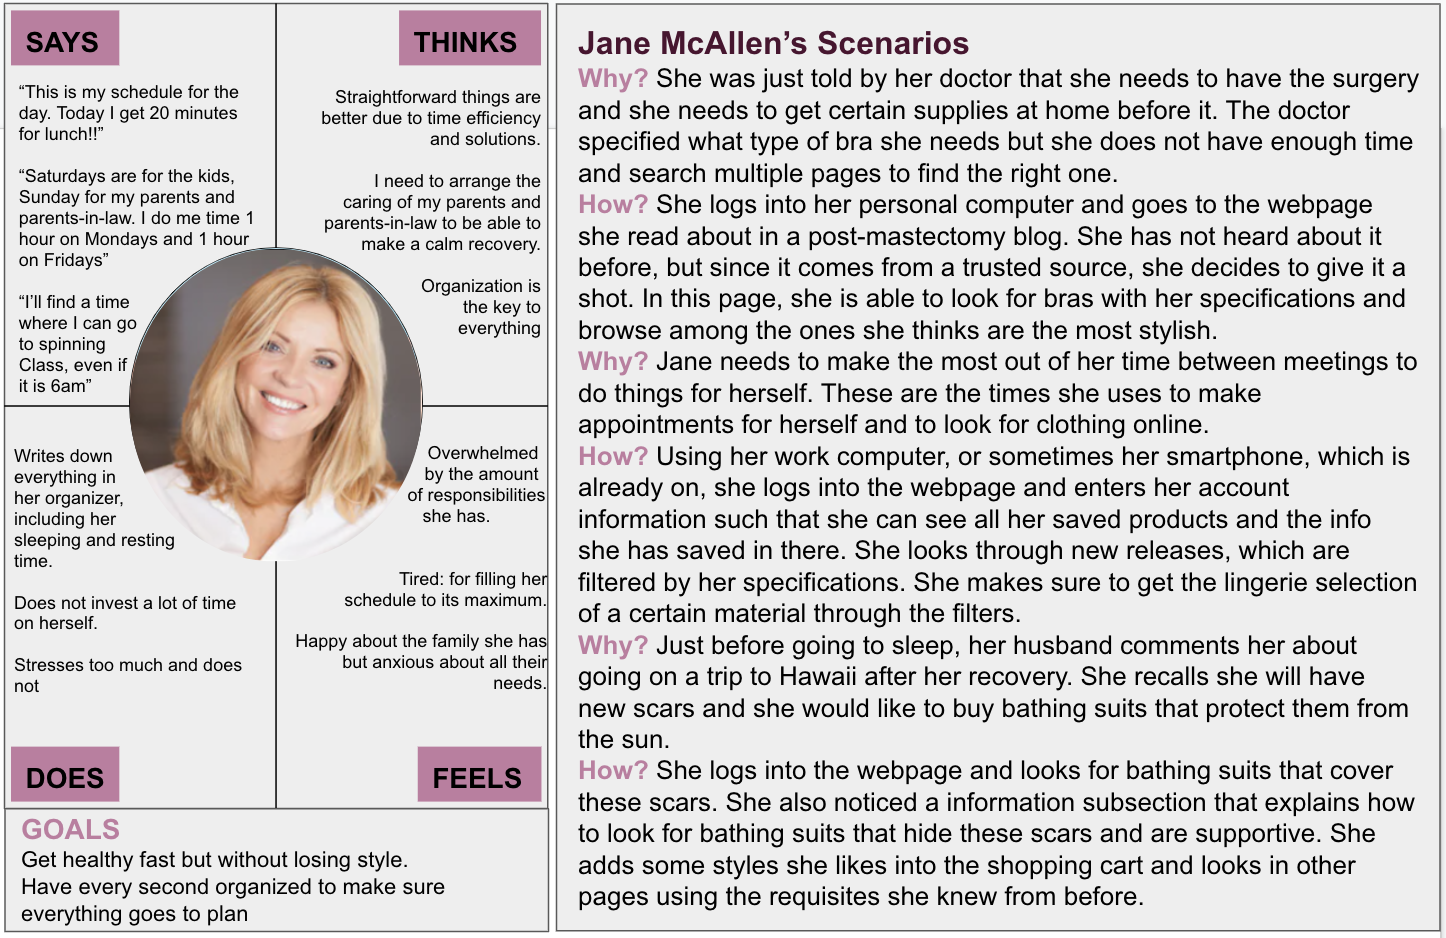 SAYS
“This is my schedule for the
day. Today I get 20 minutes
for lunch!!”
“Saturdays are for the kids,
Sunday for my parents and
parents-in-law. I do me time 1
hour on Mondays and 1 hour
on Fridays”
“I’ll find a time
where I can go
to spinning
Class, even if
it is 6am”
THINKS
Straightforward things are
better due to time efficiency
and solutions.
I need to arrange the
caring of my parents and
parents-in-law to be able to
make a calm recovery.
Organization is
the key to
everything
Writes down
everything in
her organizer,
including her
sleeping and resting
time.
Does not invest a lot of time
on herself.
Stresses too much and does
not
DOES
Overwhelmed
by the amount
of responsibilities
she has.
Tired: for filling her
schedule to its maximum.
Happy about the family she has
but anxious about all their
needs.
FEELS
GOALS
Get healthy fast but without losing style.
Have every second organized to make sure
everything goes to plan
Jane McAllen’s Scenarios
Why? She was just told by her doctor that she needs to have the surgery
and she needs to get certain supplies at home before it. The doctor
specified what type of bra she needs but she does not have enough time
and search multiple pages to find the right one.
How? She logs into her personal computer and goes to the webpage
she read about in a post-mastectomy blog. She has not heard about it
before, but since it comes from a trusted source, she decides to give it a
shot. In this page, she is able to look for bras with her specifications and
browse among the ones she thinks are the most stylish.
Why? Jane needs to make the most out of her time between meetings to
do things for herself. These are the times she uses to make
appointments for herself and to look for clothing online.
How? Using her work computer, or sometimes her smartphone, which is
already on, she logs into the webpage and enters her account
information such that she can see all her saved products and the info
she has saved in there. She looks through new releases, which are
filtered by her specifications. She makes sure to get the lingerie selection
of a certain material through the filters.
Why? Just before going to sleep, her husband comments her about
going on a trip to Hawaii after her recovery. She recalls she will have
new scars and she would like to buy bathing suits that protect them from
the sun.
How? She logs into the webpage and looks for bathing suits that cover
these scars. She also noticed a information subsection that explains how
to look for bathing suits that hide these scars and are supportive. She
adds some styles she likes into the shopping cart and looks in other
pages using the requisites she knew from before.